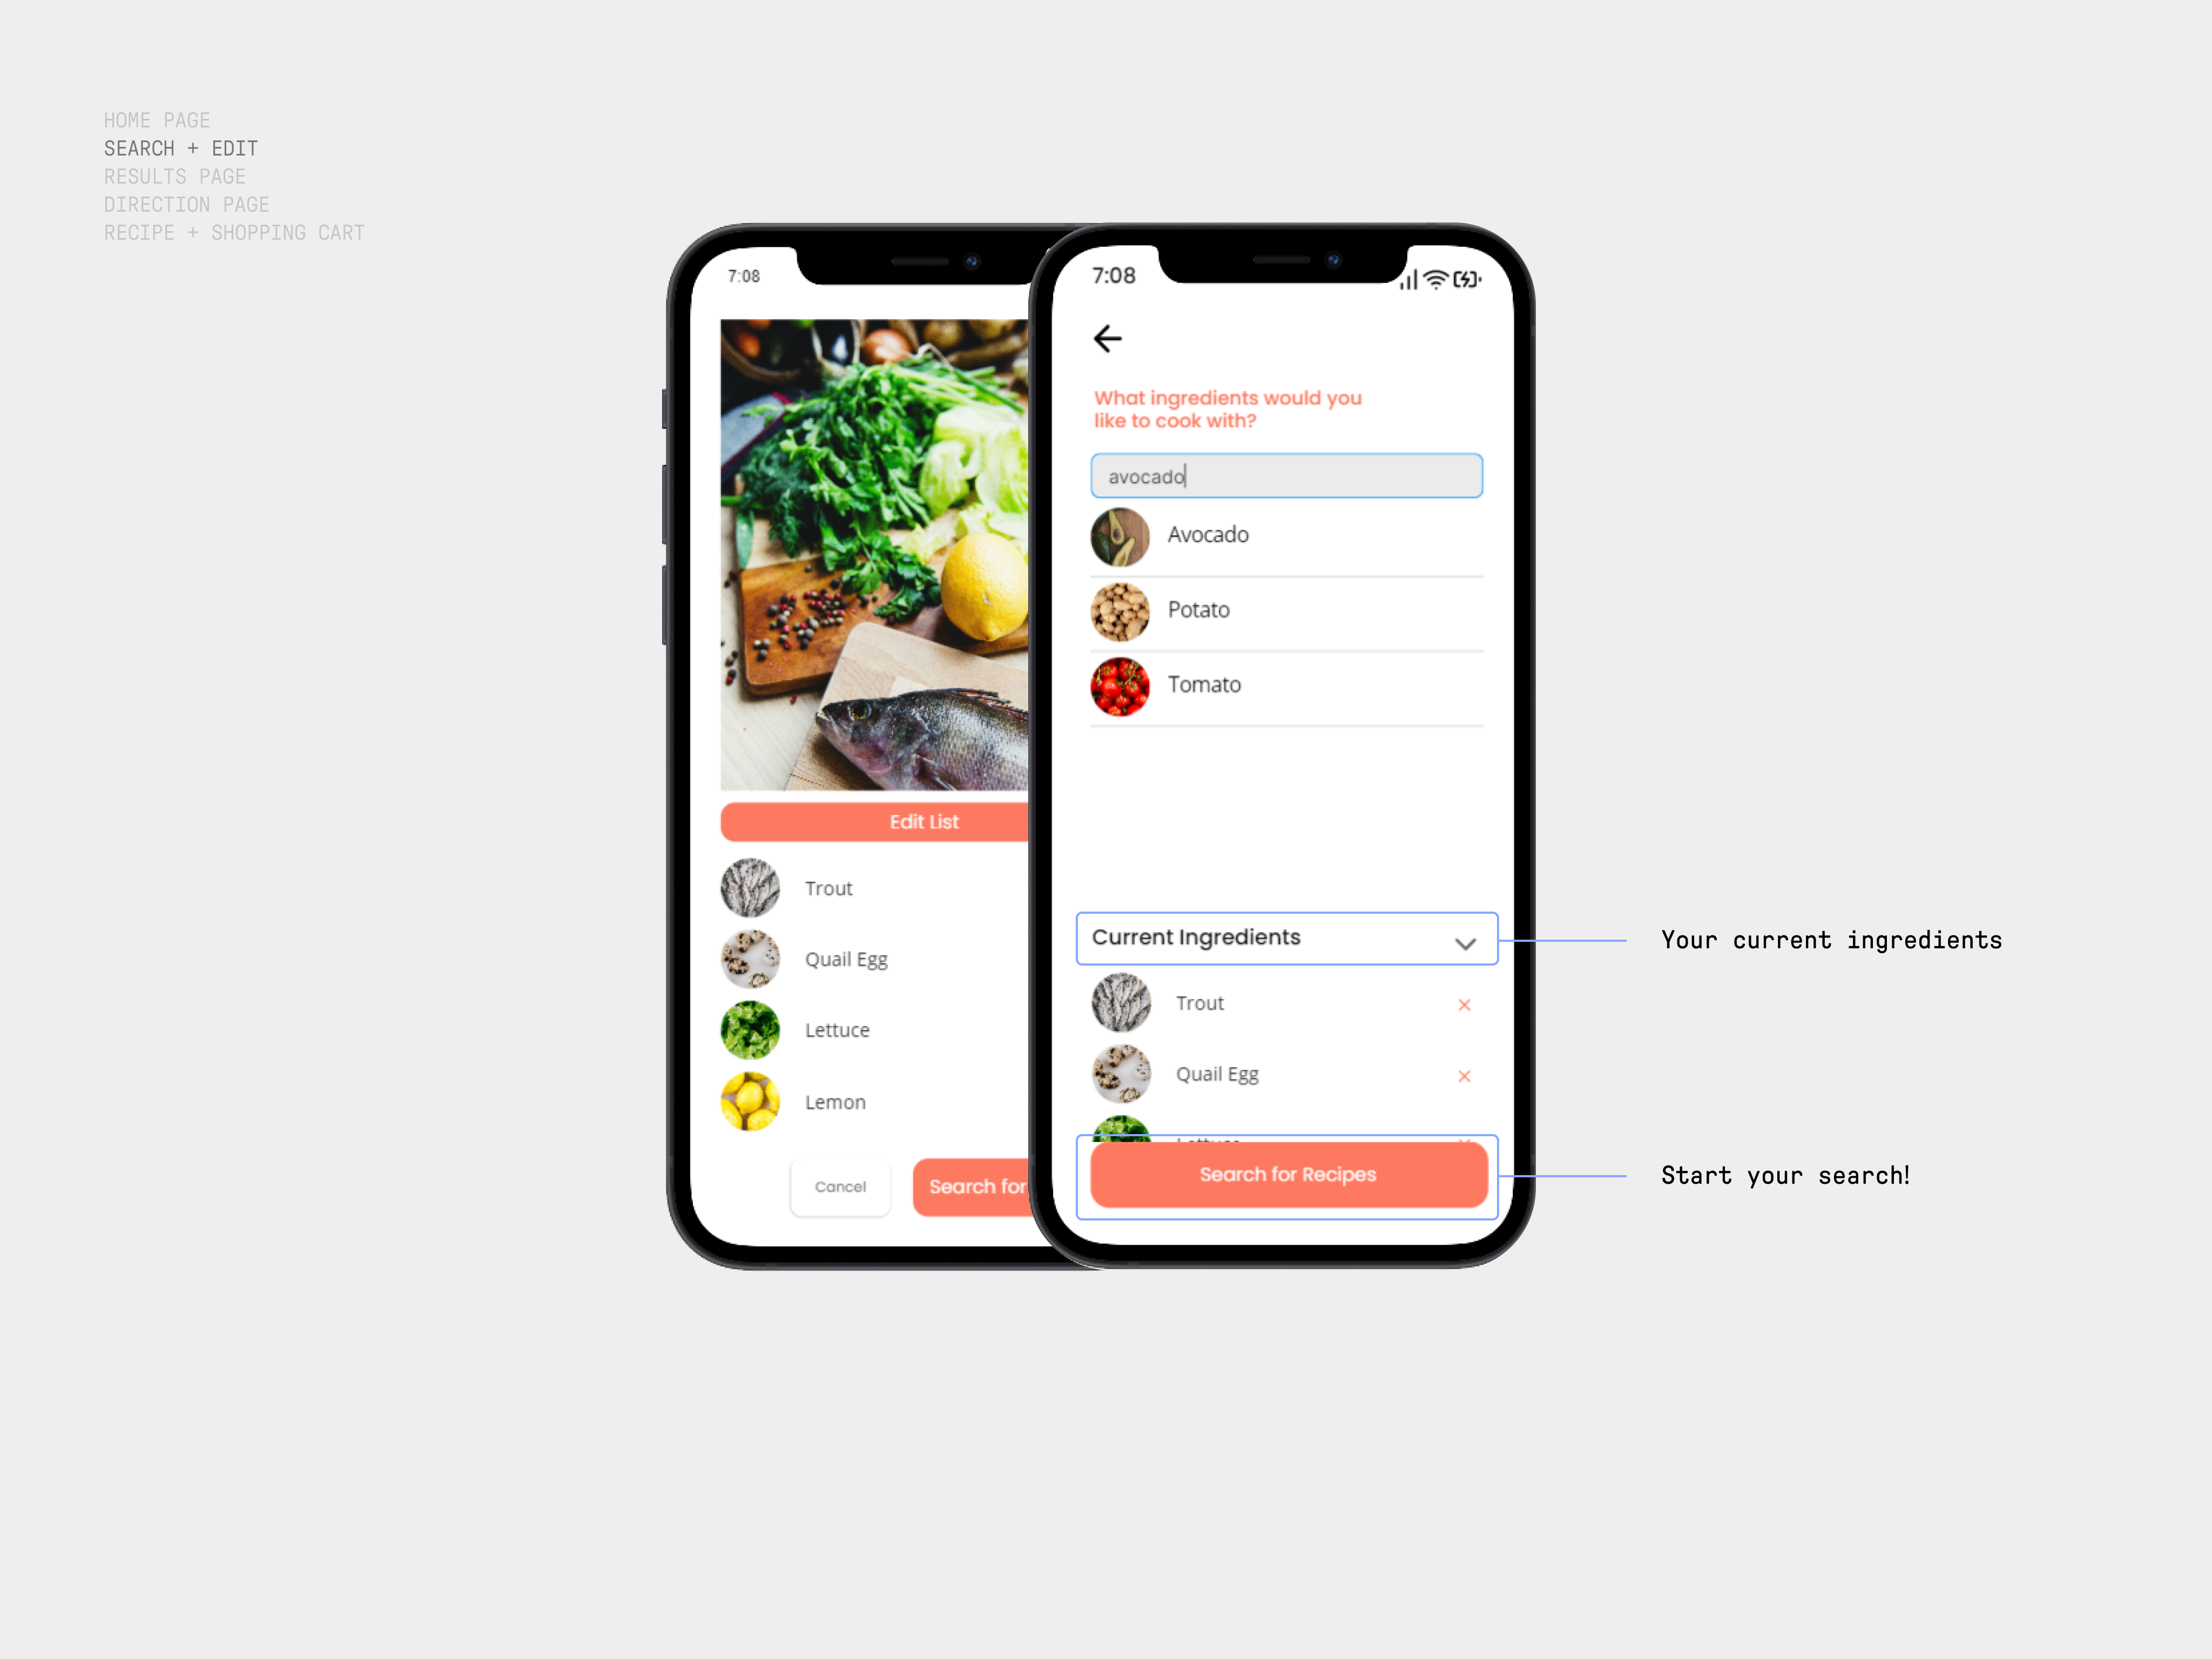 HOME PAGE
SEARCH + EDIT
RESULTS PAGE
DIRECTION PAGE
RECIPE + SHOPPING CART
7:08
Edit List
Trout
Quail Egg
Lettuce
Lemon
Cancel
Search for
7:08
What ingredients would you
like to cook with?
avocado
Avocado
Potato
Tomato
Current Ingredients
Trout
Quail Egg
Search for Recipes
Your current ingredients
Start your search!